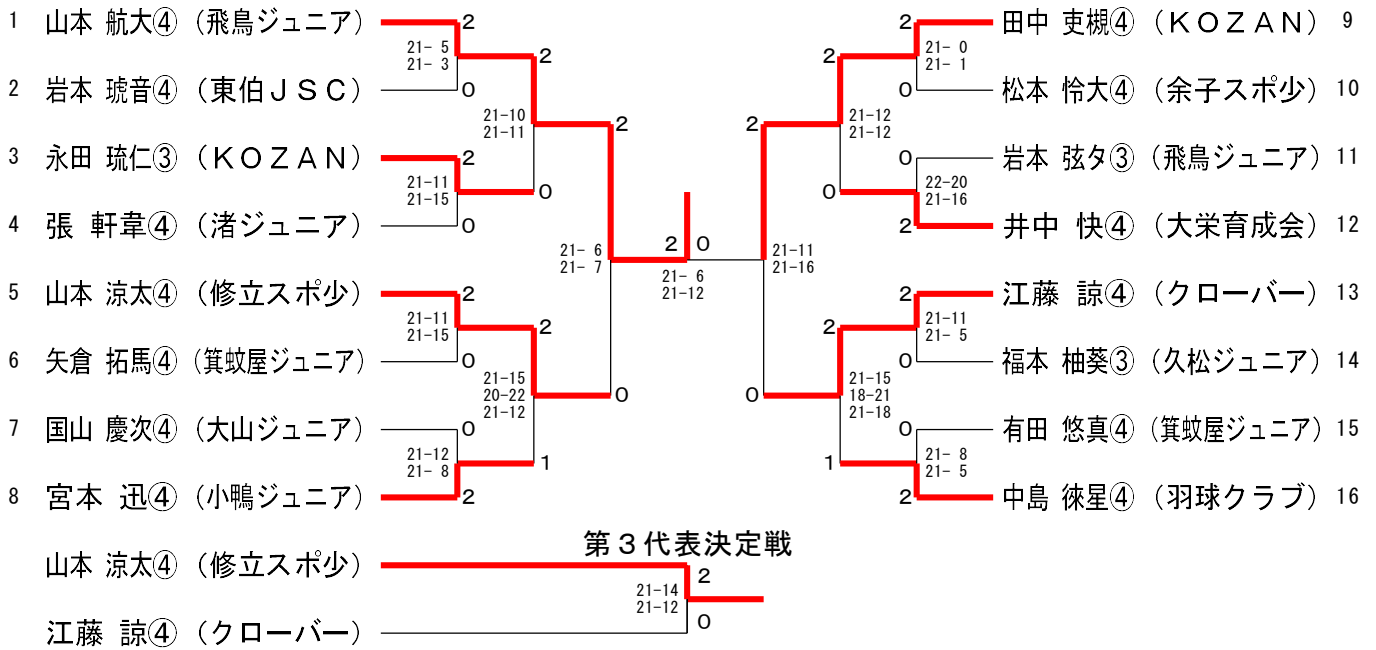 1 山本 航大④ (飛鳥ジュニア) 2
21- 5
21- 3
2
2 岩本 琥音④ (東伯ＪＳＣ) 0
21-10
21-11
2
3 永田 琉仁③ (ＫＯＺＡＮ) 2
21-11
21-15
0
4 張 軒韋④ (渚ジュニア) 0
21- 6
21- 7
5 山本 涼太④ (修立スポ少) 2
21-11
21-15
2
6 矢倉 拓馬④ (箕蚊屋ジュニア) 0
21-15
20-22
21-12
0
7 国山 慶次④ (大山ジュニア) 0
21-12
21- 8
1
8 宮本 迅④ (小鴨ジュニア) 2
2 0
21- 6
21-12
2 田中 吏槻④ (ＫＯＺＡＮ) 9
2
21- 0
21- 1
0 松本 怜大④ (余子スポ少) 10
2
21-12
21-12
0 岩本 弦タ③ (飛鳥ジュニア) 11
0
22-20
21-16
2 井中 快④ (大栄育成会) 12
21-11
21-16
2 江藤 諒④ (クローバー) 13
2
21-11
21- 5
0 福本 柚葵③ (久松ジュニア) 14
0
21-15
18-21
21-18
0 有田 悠真④ (箕蚊屋ジュニア) 15
1
21- 8
21- 5
2 中島 徠星④ (羽球クラブ) 16
第３代表決定戦
山本 涼太④ (修立スポ少) 2
21-14
21-12
江藤 諒④ (クローバー) 0